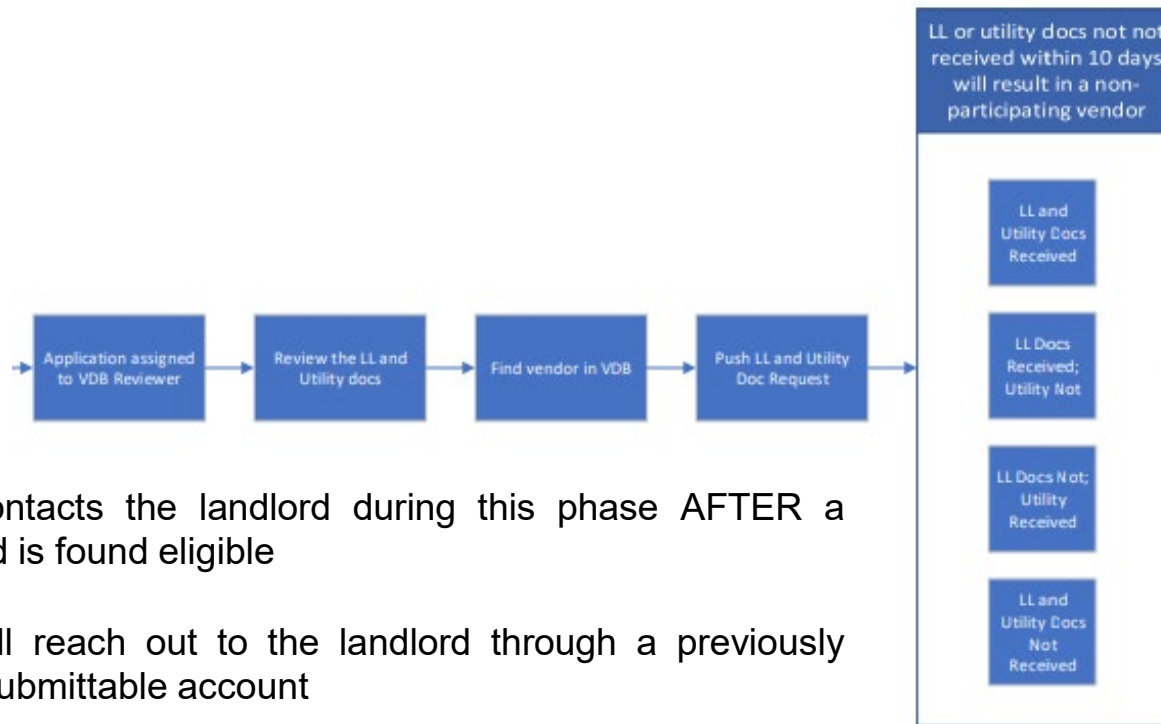 LL or utility docs not not
received within 10 days
will result in a non-
participating vendor
LL and
Utility Docs
Received
Application assigned
to VDB Reviewer
Review the LL and
Utility docs
Find vendor in VDB
Push LL and Utility
Doc Request
LL Docs
Received;
Utility Not
LL Docs Not;
Utility
Received
LL and
Utility Docs
Not
Received
contacts the landlord during this phase AFTER a
is found eligible
reach out to the landlord through a previously
account